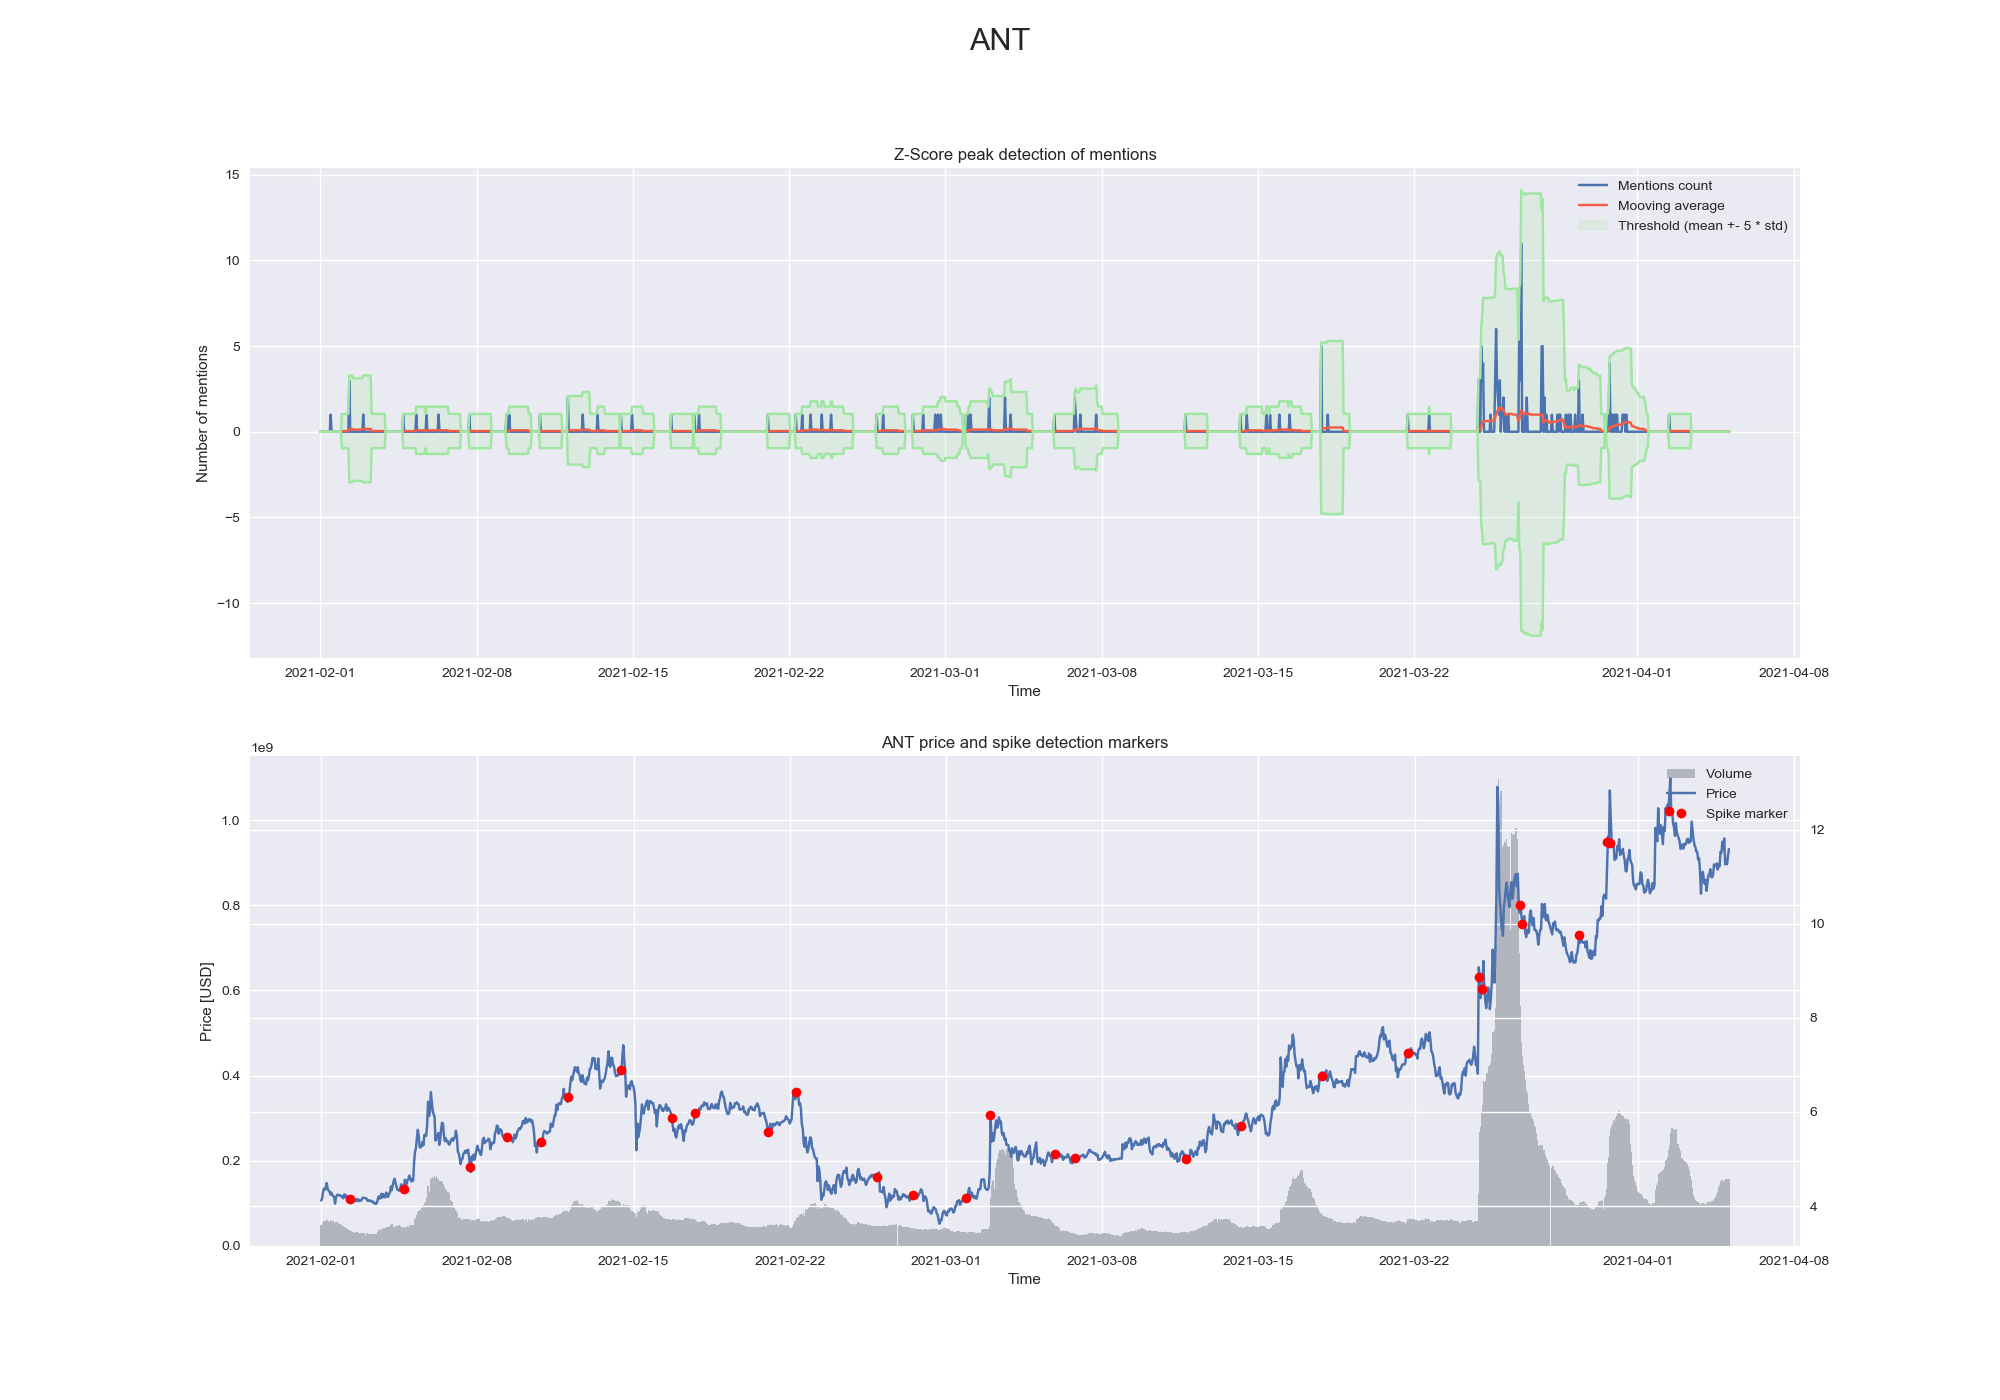 ANT
Z-Score peak detection of mentions
15
10
5
0
−5
−10
Number of mentions
Mentions count
Mooving average
Threshold (mean +- 5 * std)
2021-02-01 2021-02-08 2021-02-15 2021-02-22 2021-03-01 2021-03-08 2021-03-15 2021-03-22 2021-04-01 2021-04-08
Time
ANT price and spike detection markers
1e9
1.0
0.8
0.6
0.4
0.2
0.0
Price [USD]
Volume
Price
Spike marker
12
10
8
6
4
2021-02-01 2021-02-08 2021-02-15 2021-02-22 2021-03-01 2021-03-08 2021-03-15 2021-03-22 2021-04-01 2021-04-08
Time